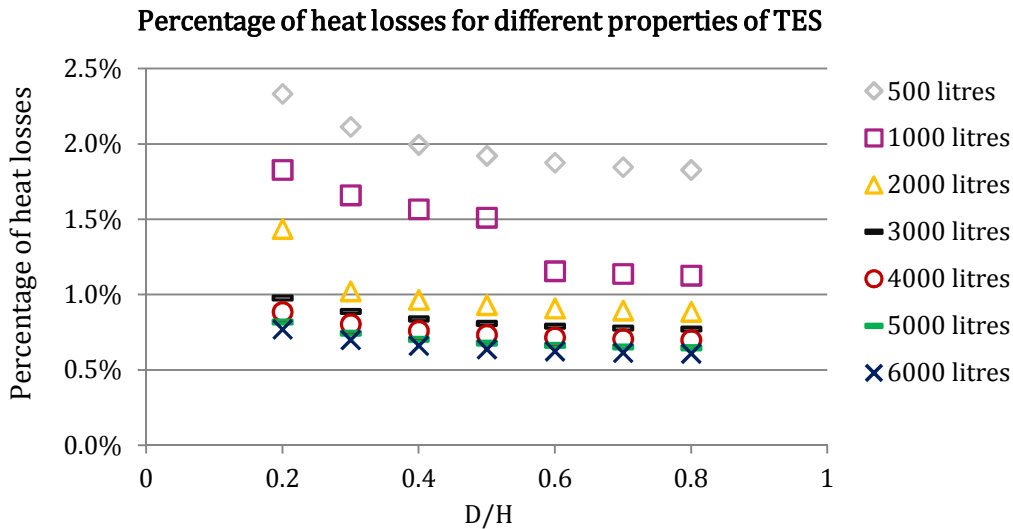 Percentage of heat losses for different properties of TES
Percentage of heat losses
2.5%
2.0%
1.5%
1.0%
0.5%
0.0%
0 0.2 0.4 0.6 0.8 1
D/H
500 litres
1000 litres
2000 litres
3000 litres
4000 litres
5000 litres
6000 litres